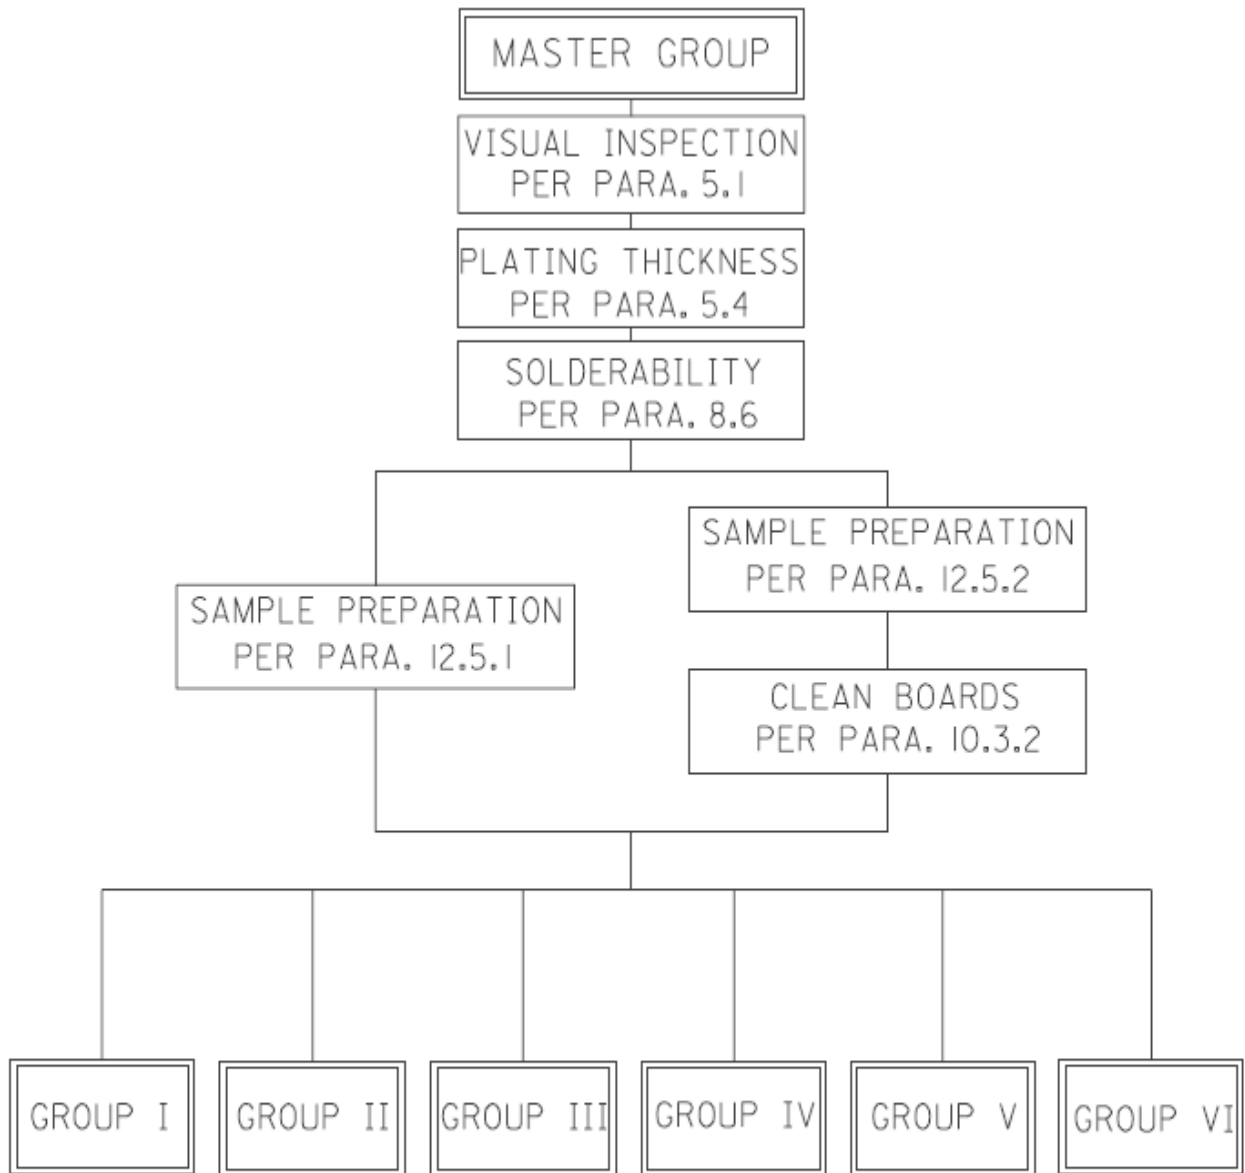 MASTER GROUP
VISUAL INSPECTION
PER PARA. 5.1
PLATING THICKNESS
PER PARA. 5.4
SOLDERABILITY
PER PARA. 8.6
SAMPLE PREPARATION
PER PARA. 12.5.2
SAMPLE PREPARATION
PER PARA. 12.5.1
CLEAN BOARDS
PER PARA. 10.3.2
GROUP I
GROUP II
GROUP III
GROUP IV
GROUP V
GROUP VI